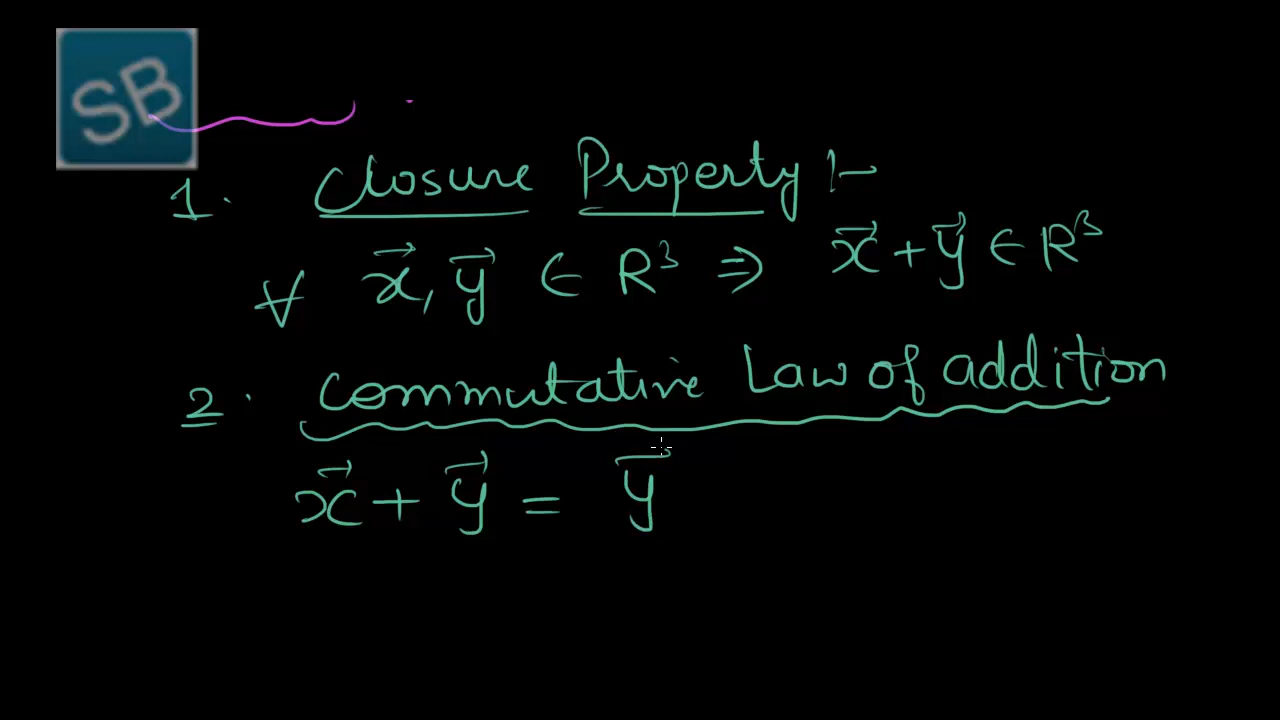 SB
1. Closure Property :-
∀ x⃗, y⃗ ∈ R³ ⇒ x⃗ + y⃗ ∈ R³
2. Commutative Law of addition
x⃗ + y⃗ = y⃗